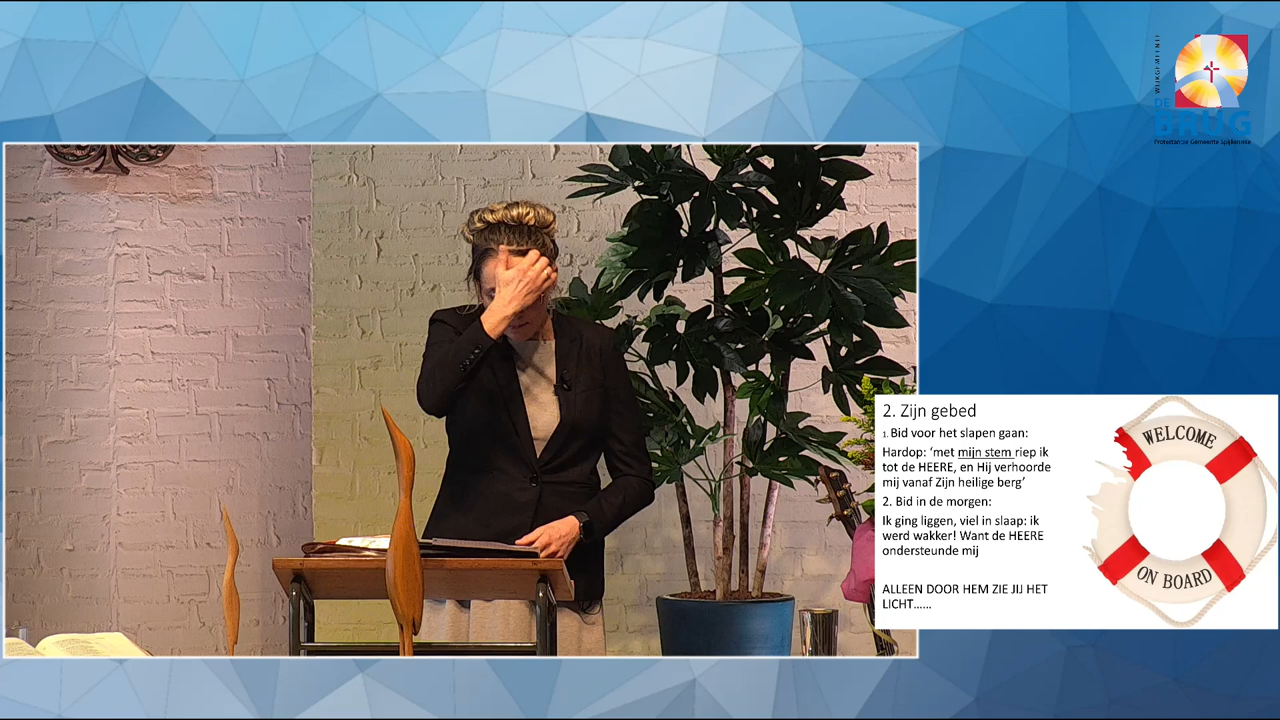 WIJKGEMEENTE
DE
BRUG
Protestantse Gemeente Spijkenisse
2. Zijn gebed
1. Bid voor het slapen gaan:
Hardop: ‘met mijn stem riep ik
tot de HEERE, en Hij verhoorde
mij vanaf Zijn heilige berg’
2. Bid in de morgen:
Ik ging liggen, viel in slaap: ik
werd wakker! Want de HEERE
ondersteunde mij
ALLEEN DOOR HEM ZIE JIJ HET
LICHT......
WELCOME
ON BOARD